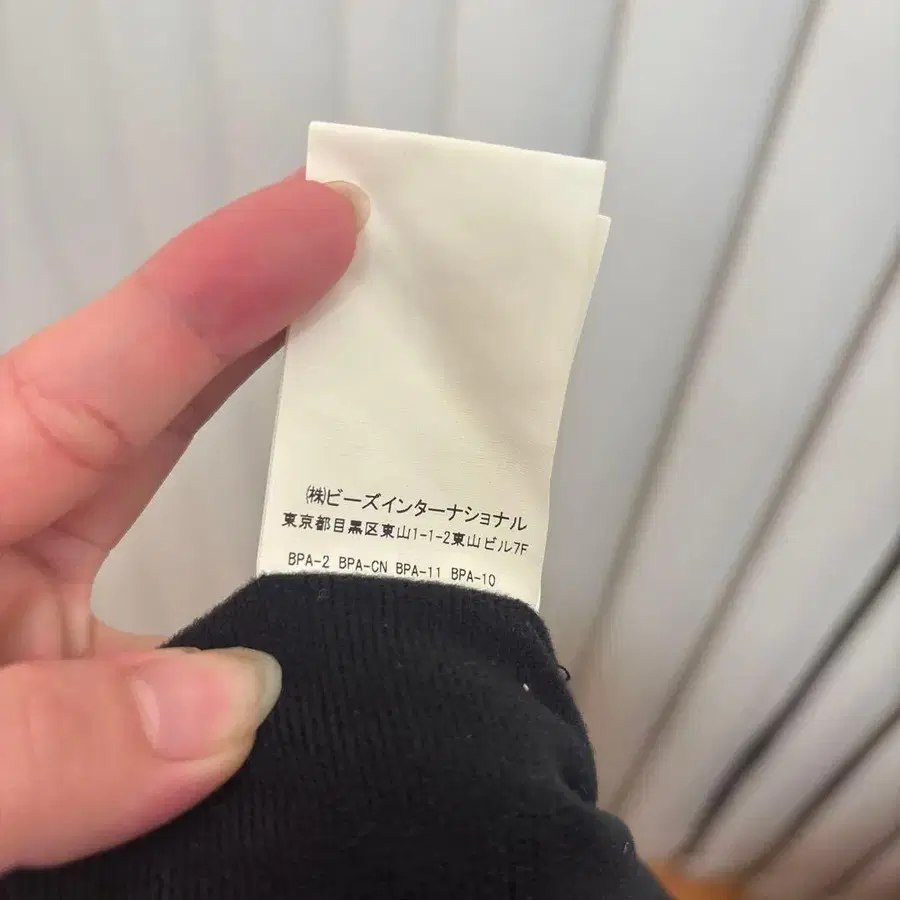 ㈱ビーズインターナショナル
東京都目黒区東山1-1-2東山ビル7F
BPA-2 BPA-CN BPA-11 BPA-10